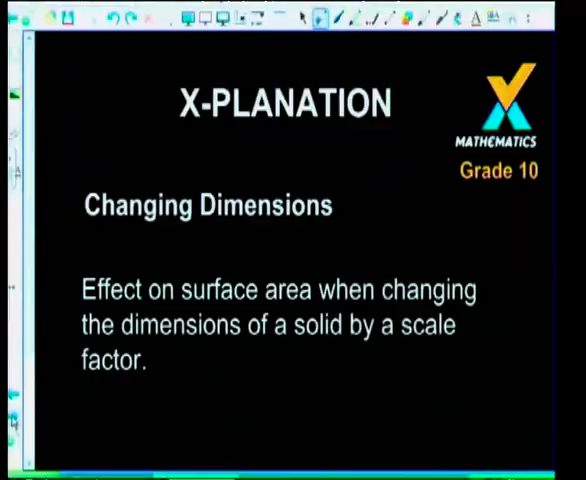 X-PLANATION
MATHEMATICS
Grade 10
Changing Dimensions
Effect on surface area when changing
the dimensions of a solid by a scale
factor.